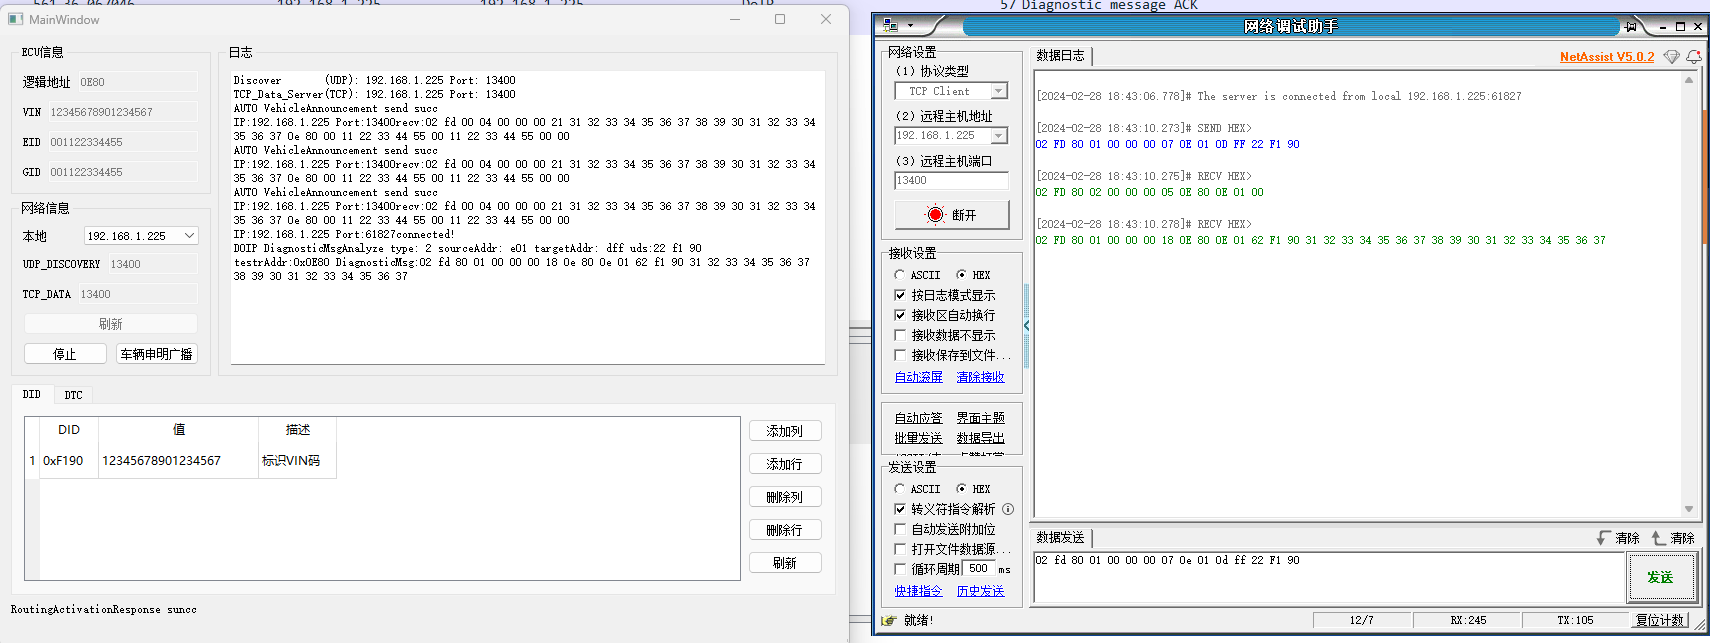 57 Diagnostic message ACK
MainWindow
ECU信息
逻辑地址 0E80
VIN 12345678901234567
EID 001122334455
GID 001122334455
网络信息
本地 192.168.1.225
UDP_DISCOVERY 13400
TCP_DATA 13400
刷新
停止 车辆申明广播
日志
Discover (UDP): 192.168.1.225 Port: 13400
TCP_Data_Server(TCP): 192.168.1.225 Port: 13400
AUTO VehicleAnnouncement send succ
IP:192.168.1.225 Port:13400recv:02 fd 00 04 00 00 00 21 31 32 33 34 35 36 37 38 39 30 31 32 33 34
35 36 37 0e 80 00 11 22 33 44 55 00 11 22 33 44 55 00 00
AUTO VehicleAnnouncement send succ
IP:192.168.1.225 Port:13400recv:02 fd 00 04 00 00 00 21 31 32 33 34 35 36 37 38 39 30 31 32 33 34
35 36 37 0e 80 00 11 22 33 44 55 00 11 22 33 44 55 00 00
AUTO VehicleAnnouncement send succ
IP:192.168.1.225 Port:13400recv:02 fd 00 04 00 00 00 21 31 32 33 34 35 36 37 38 39 30 31 32 33 34
35 36 37 0e 80 00 11 22 33 44 55 00 11 22 33 44 55 00 00
IP:192.168.1.225 Port:61827connected!
DOIP DiagnosticMsgAnalyze type: 2 sourceAddr: e01 targetAddr: dff uds:22 f1 90
testrAddr:0x0E80 DiagnosticMsg:02 fd 80 01 00 00 00 18 0e 80 0e 01 62 f1 90 31 32 33 34 35 36 37
38 39 30 31 32 33 34 35 36 37
DID DTC
DID 值 描述
1 0xF190 12345678901234567 标识VIN码
添加列
添加行
删除列
删除行
刷新
RoutingActivationResponse suncc
网络调试助手
网络设置
(1) 协议类型
TCP Client
(2) 远程主机地址
192.168.1.225
(3) 远程主机端口
13400
断开
接收设置
ASCII HEX
按日志模式显示
接收区自动换行
接收数据不显示
接收保存到文件...
自动滚屏 清除接收
自动应答 界面主题
批量发送 数据导出
发送设置
ASCII HEX
转义符指令解析
自动发送附加位
打开文件数据源...
循环周期 500 ms
快捷指令 历史发送
数据日志 NetAssist V5.0.2
[2024-02-28 18:43:06.778]# The server is connected from local 192.168.1.225:61827
[2024-02-28 18:43:10.273]# SEND HEX>
02 FD 80 01 00 00 00 07 0E 01 0D FF 22 F1 90
[2024-02-28 18:43:10.275]# RECV HEX>
02 FD 80 02 00 00 00 05 0E 80 0E 01 00
[2024-02-28 18:43:10.278]# RECV HEX>
02 FD 80 01 00 00 00 18 0E 80 0E 01 62 F1 90 31 32 33 34 35 36 37 38 39 30 31 32 33 34 35 36 37
数据发送 清除 清除
02 fd 80 01 00 00 00 07 0e 01 0d ff 22 F1 90
发送
就绪! 12/7 RX:245 TX:105 复位计数